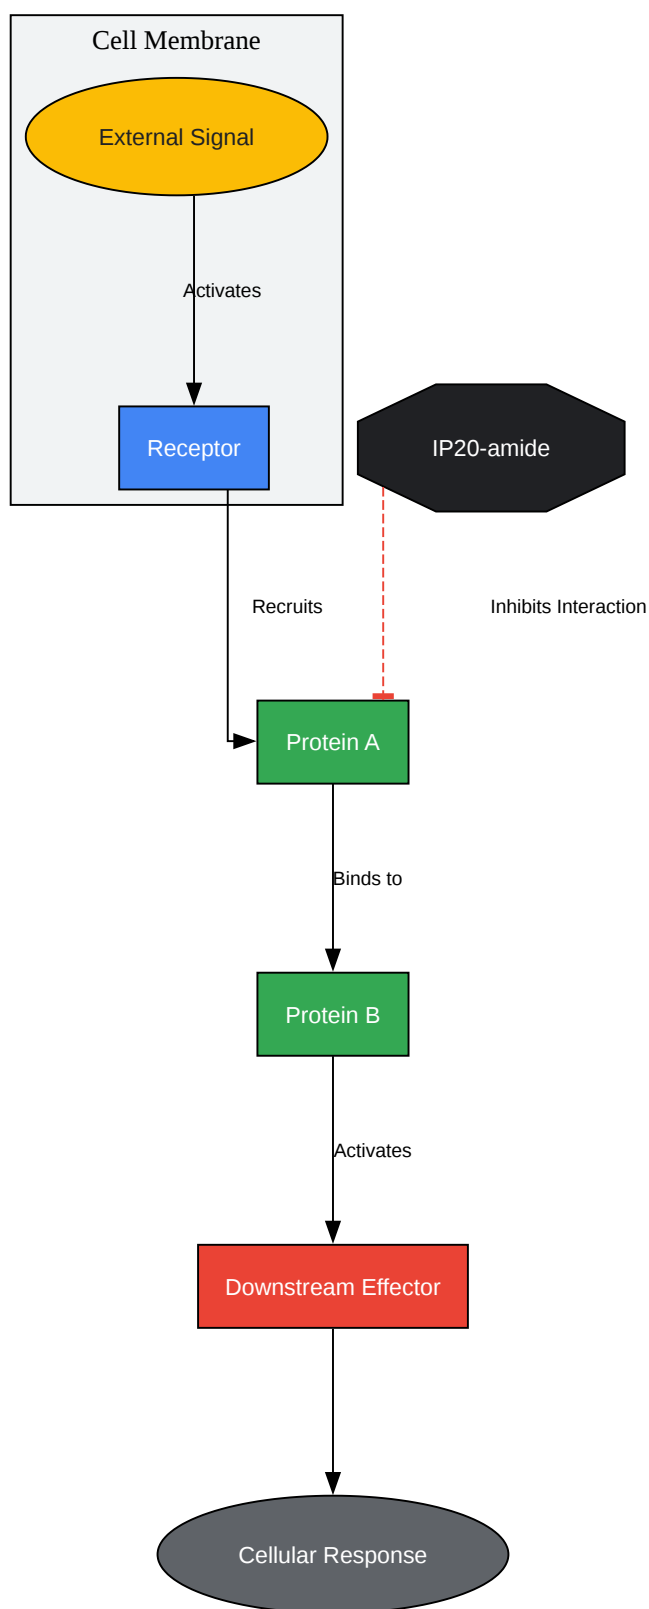 Cell Membrane
External Signal
Activates
Receptor
IP20-amide
Recruits
Inhibits Interaction
Protein A
Binds to
Protein B
Activates
Downstream Effector
Cellular Response